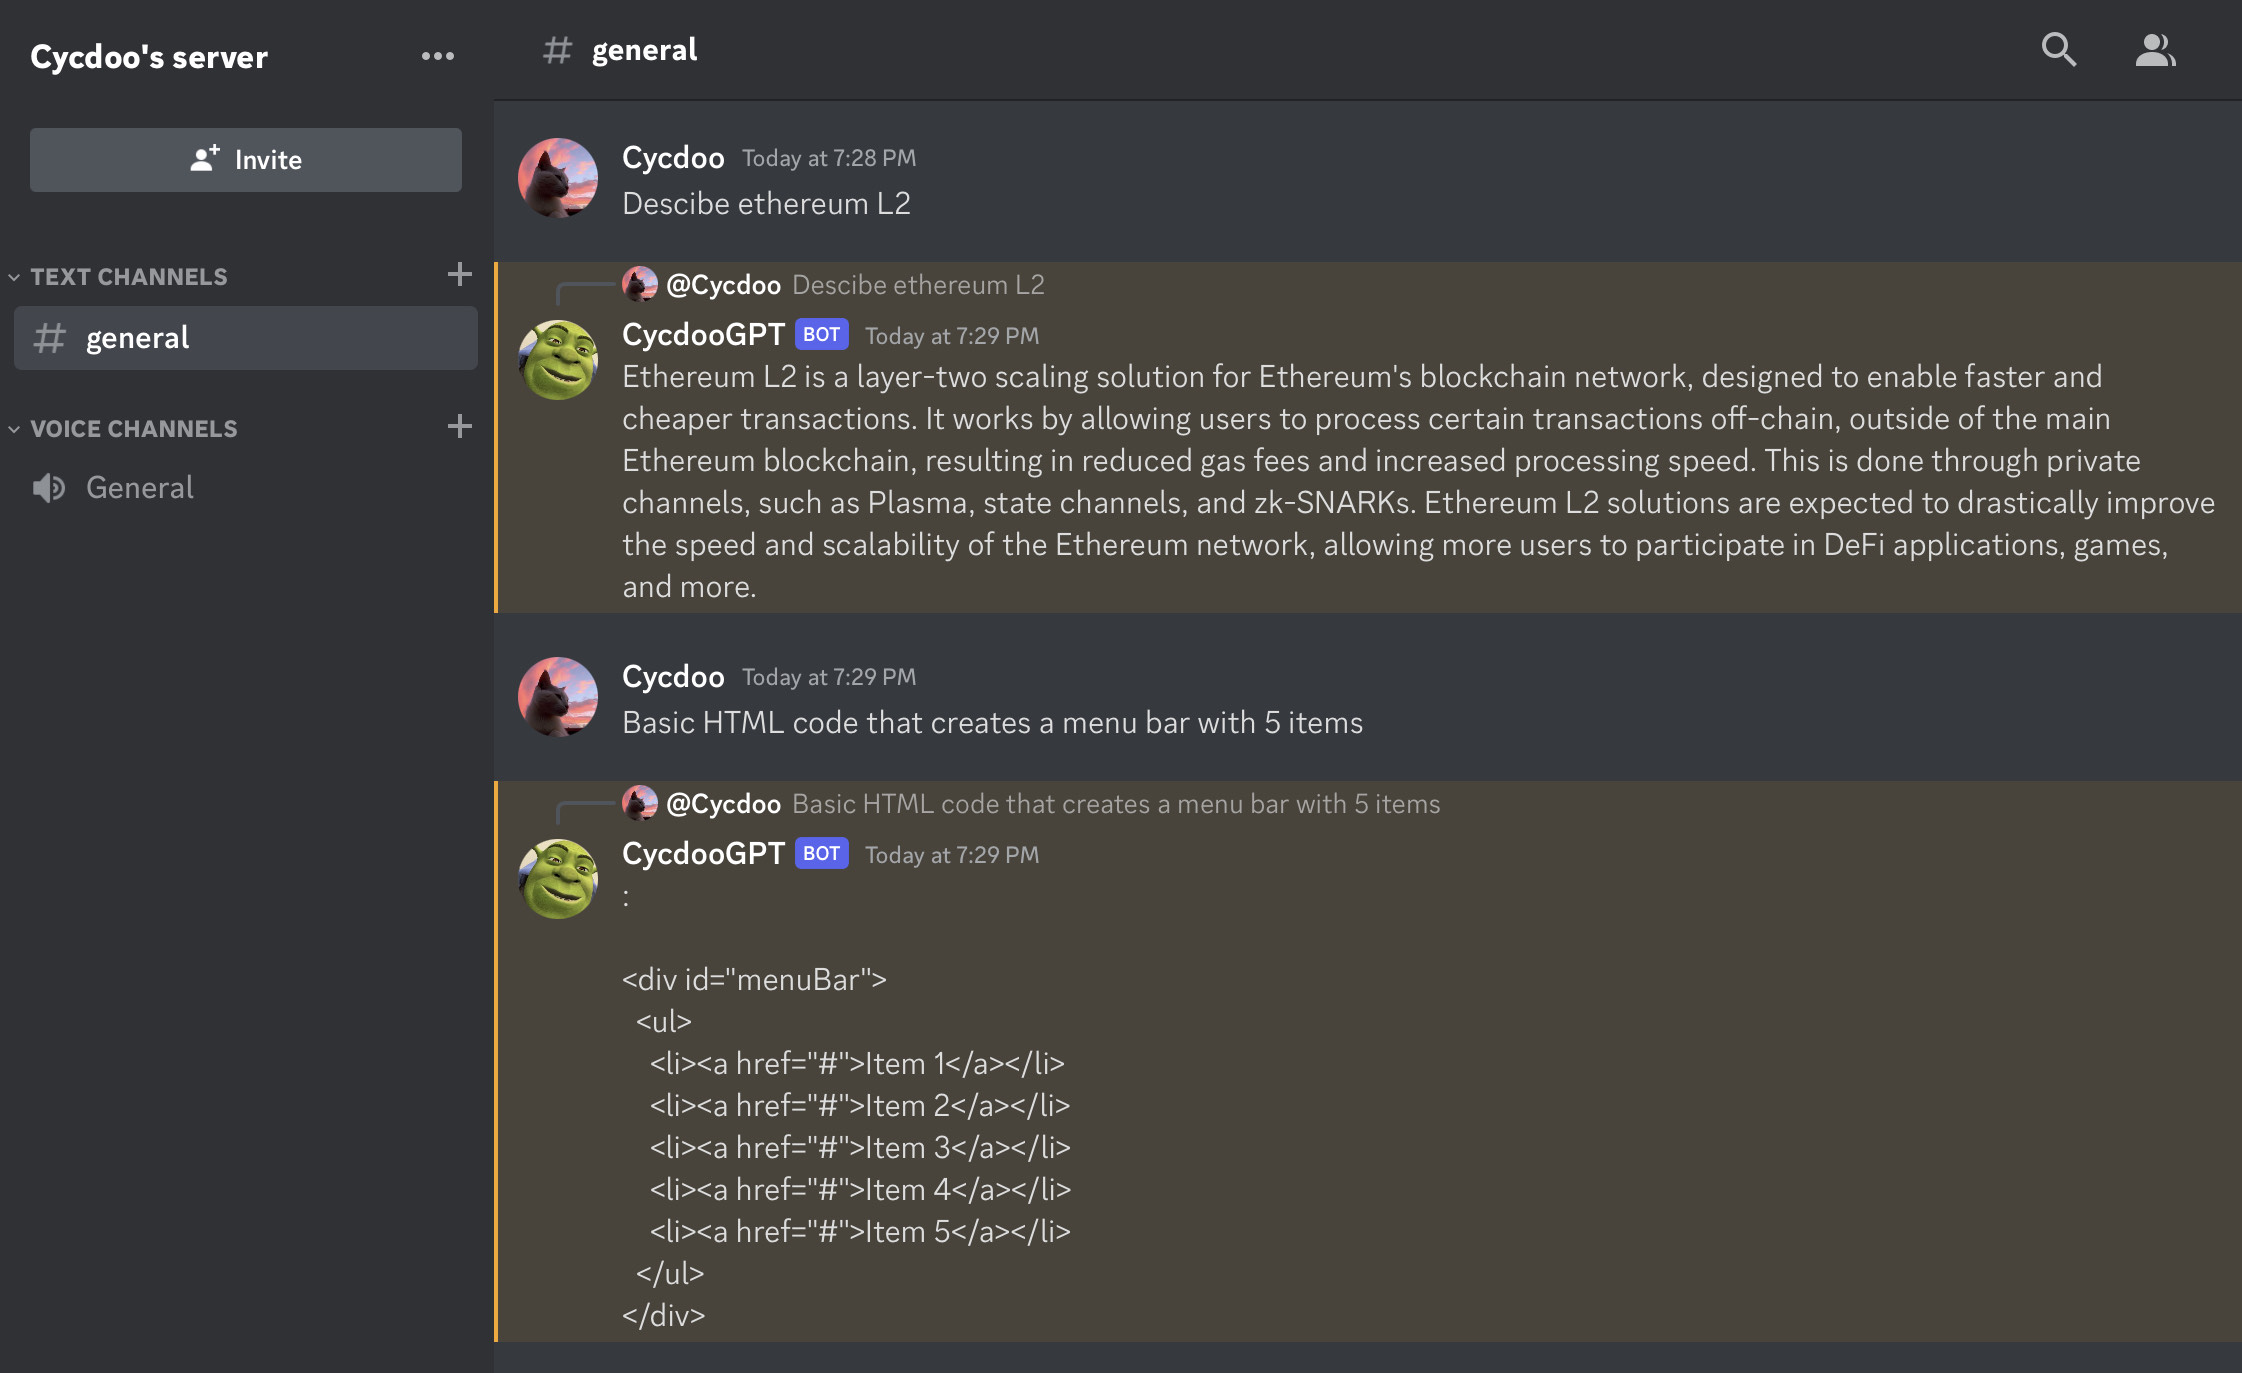 Cycdoo's server
Invite
TEXT CHANNELS
general
VOICE CHANNELS
General
# general
Cycdoo Today at 7:28 PM
Descibe ethereum L2
@Cycdoo Descibe ethereum L2
CycdooGPT BOT Today at 7:29 PM
Ethereum L2 is a layer-two scaling solution for Ethereum's blockchain network, designed to enable faster and
cheaper transactions. It works by allowing users to process certain transactions off-chain, outside of the main
Ethereum blockchain, resulting in reduced gas fees and increased processing speed. This is done through private
channels, such as Plasma, state channels, and zk-SNARKs. Ethereum L2 solutions are expected to drastically improve
the speed and scalability of the Ethereum network, allowing more users to participate in DeFi applications, games,
and more.
Cycdoo Today at 7:29 PM
Basic HTML code that creates a menu bar with 5 items
@Cycdoo Basic HTML code that creates a menu bar with 5 items
CycdooGPT BOT Today at 7:29 PM
:
<div id="menuBar">
  <ul>
    <li><a href="#">Item 1</a></li>
    <li><a href="#">Item 2</a></li>
    <li><a href="#">Item 3</a></li>
    <li><a href="#">Item 4</a></li>
    <li><a href="#">Item 5</a></li>
  </ul>
</div>